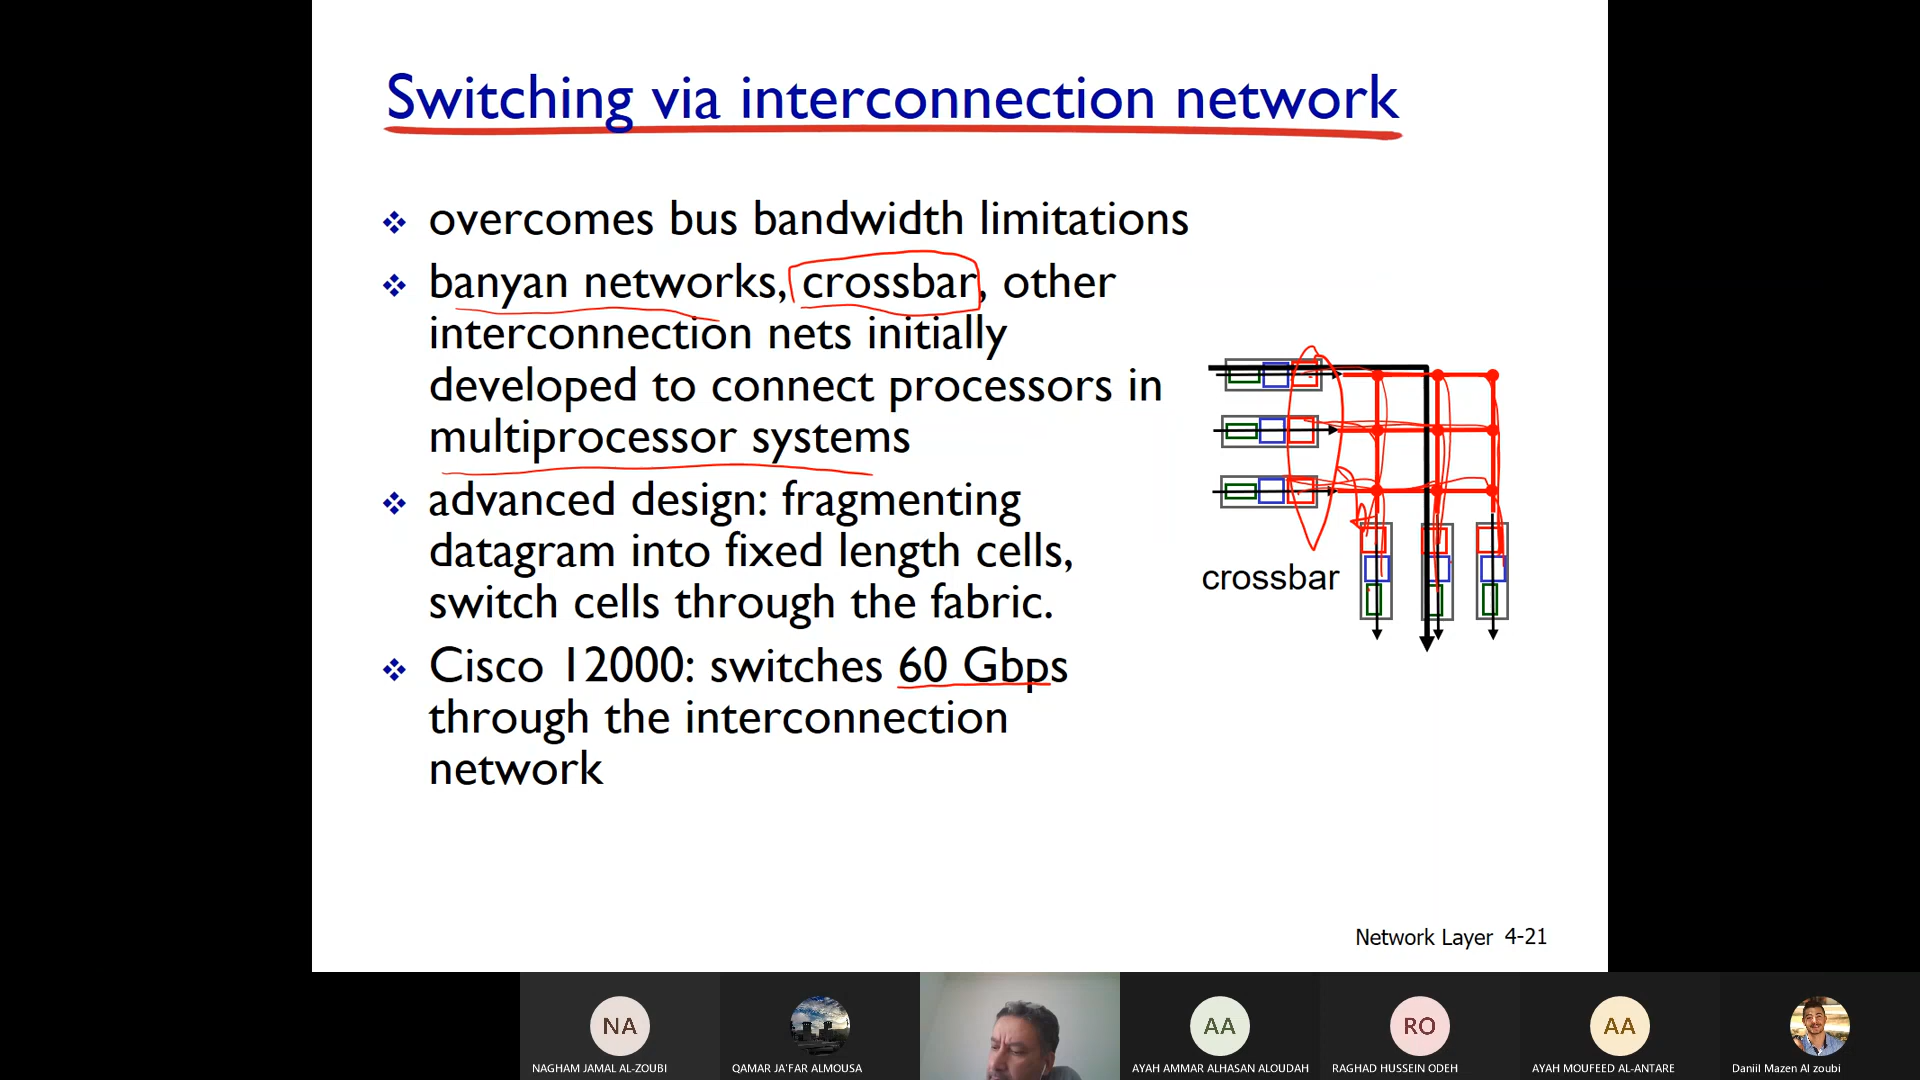 Switching via interconnection network
overcomes bus bandwidth limitations
banyan networks, crossbar, other
interconnection nets initially
developed to connect processors in
multiprocessor systems
advanced design: fragmenting
datagram into fixed length cells,
switch cells through the fabric.
Cisco 12000: switches 60 Gbps
through the interconnection
network
crossbar
Network Layer 4-21
NA
AA
RO
AA
NAGHAM JAMAL AL-ZOUBI
QAMAR JA'FAR ALMOUSA
AYAH AMMAR ALHASAN ALOUDAH
RAGHAD HUSSEIN ODEH
AYAH MOUFEED AL-ANTARE
Daniil Mazen Al zoubi